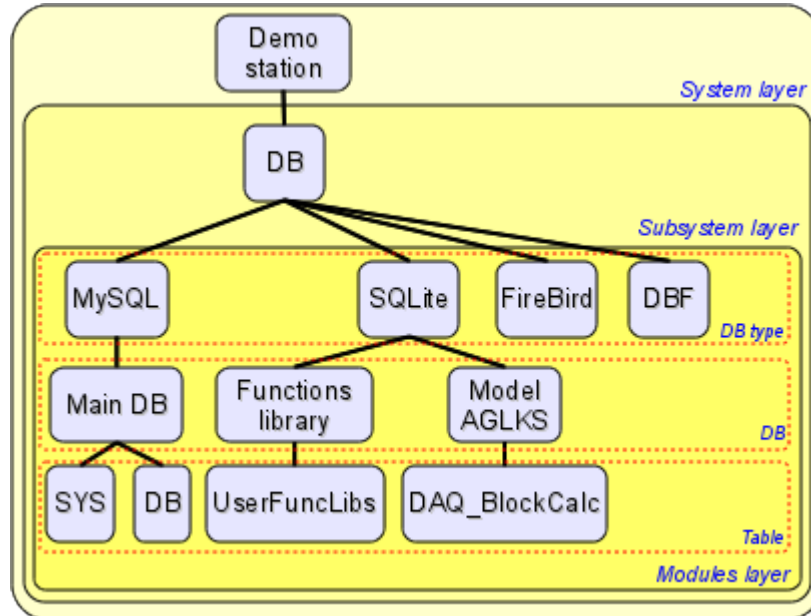 Demo
station
System layer
DB
Subsystem layer
MySQL
SQLite
FireBird
DBF
DB type
Main DB
Functions
library
Model
AGLKS
DB
SYS
DB
UserFuncLibs
DAQ_BlockCalc
Table
Modules layer